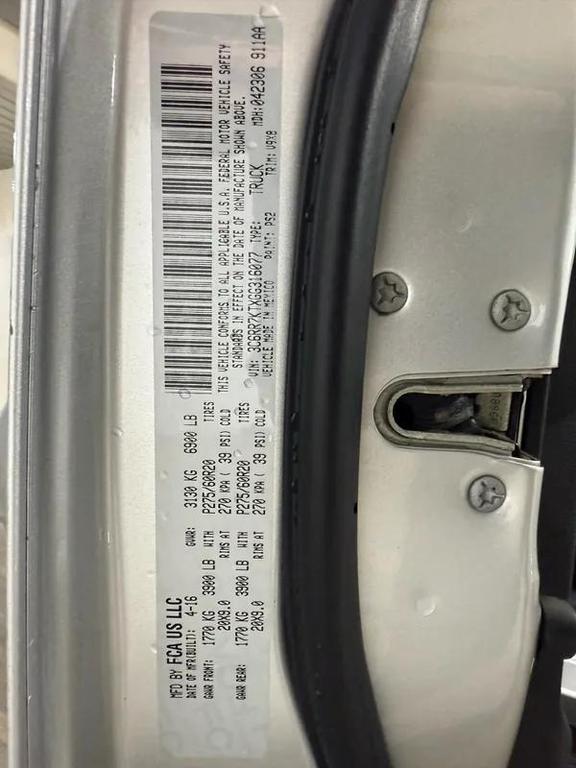 MFD BY FCA US LLC
DATE OF MFR(BUILT): 4-16 GVWR: 3130 KG 6900 LB
GAWR FRONT: 1770 KG 3900 LB WITH P275/60R20 TIRES
20X9.0 RIMS AT 270 KPA ( 39 PSI) COLD
GAWR REAR: 1770 KG 3900 LB WITH P275/60R20 TIRES
20X9.0 RIMS AT 270 KPA ( 39 PSI) COLD
THIS VEHICLE CONFORMS TO ALL APPLICABLE U.S.A. FEDERAL MOTOR VEHICLE SAFETY
STANDARDS IN EFFECT ON THE DATE OF MANUFACTURE SHOWN ABOVE.
VIN: 3C6RR7KTXGG316077 TYPE: TRUCK MDH: 042306 911AA
VEHICLE MADE IN MEXICO PAINT: PS2 TRIM: V9X8